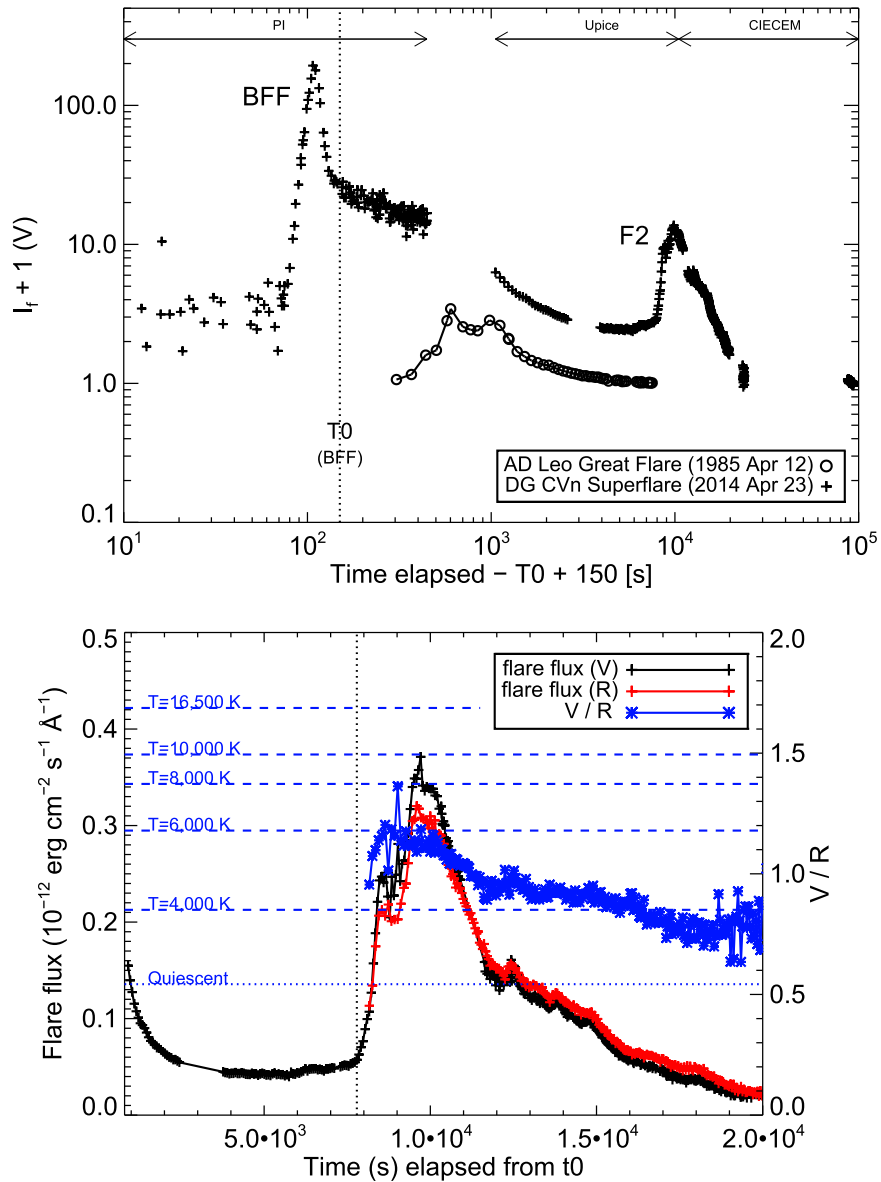 PI Upice CIECEM
BFF
F2
100.0
10.0
1.0
0.1
I_f + 1 (V)
T0
(BFF)
AD Leo Great Flare (1985 Apr 12)
DG CVn Superflare (2014 Apr 23)
10^1 10^2 10^3 10^4 10^5
Time elapsed − T0 + 150 [s]
0.5
0.4
0.3
0.2
0.1
0.0
Flare flux (10^−12 erg cm^−2 s^−1 Å^−1)
flare flux (V)
flare flux (R)
V / R
T=16,500 K
T=10,000 K
T=8,000 K
T=6,000 K
T=4,000 K
Quiescent
2.0
1.5
1.0
0.5
0.0
V / R
5.0•10^3 1.0•10^4 1.5•10^4 2.0•10^4
Time (s) elapsed from t0